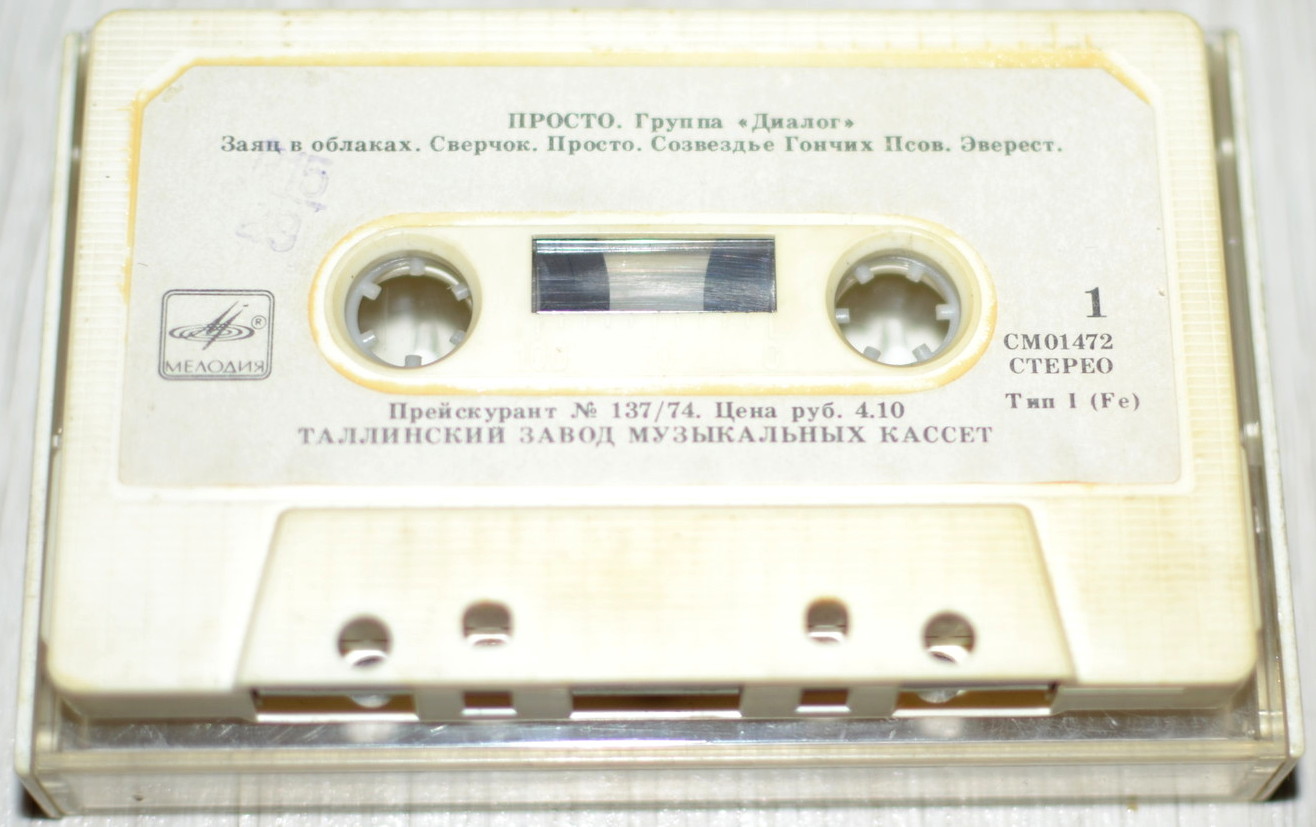 ПРОСТО. Группа «Диалог»
Заяц в облаках. Сверчок. Просто. Созвездье Гончих Псов. Эверест.
®
МЕЛОДИЯ
1
СМ01472
СТЕРЕО
Тип I (Fe)
Прейскурант № 137/74. Цена руб. 4.10
ТАЛЛИНСКИЙ ЗАВОД МУЗЫКАЛЬНЫХ КАССЕТ